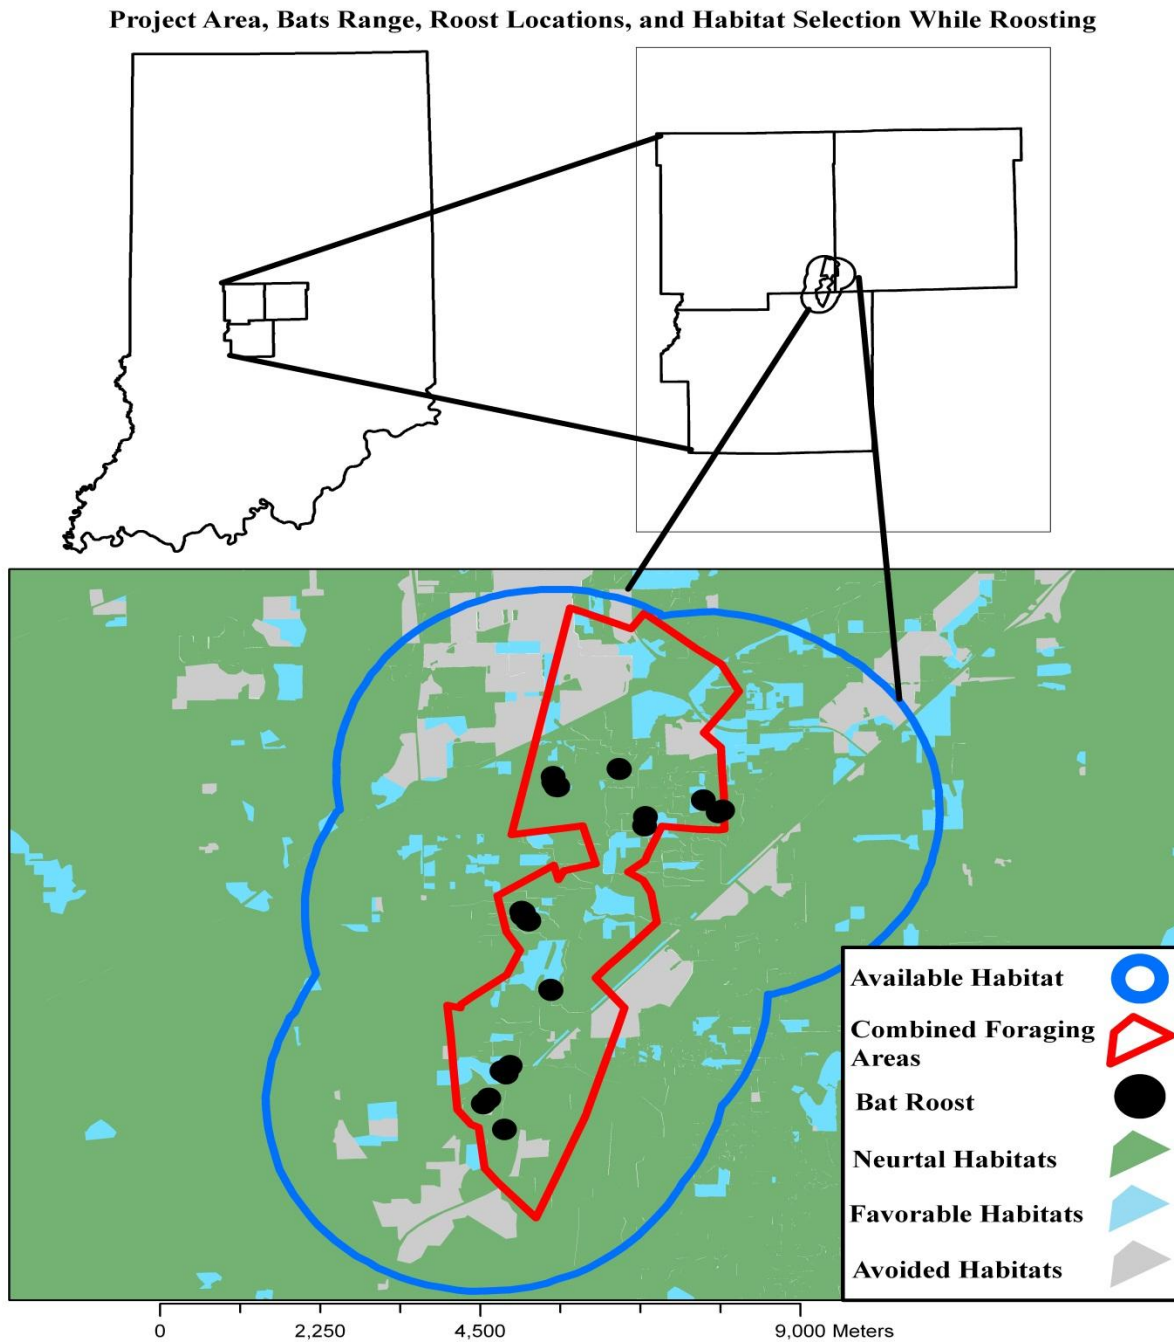 Project Area, Bats Range, Roost Locations, and Habitat Selection While Roosting
Available Habitat
Combined Foraging
Areas
Bat Roost
Neurtal Habitats
Favorable Habitats
Avoided Habitats
0 2,250 4,500 9,000 Meters